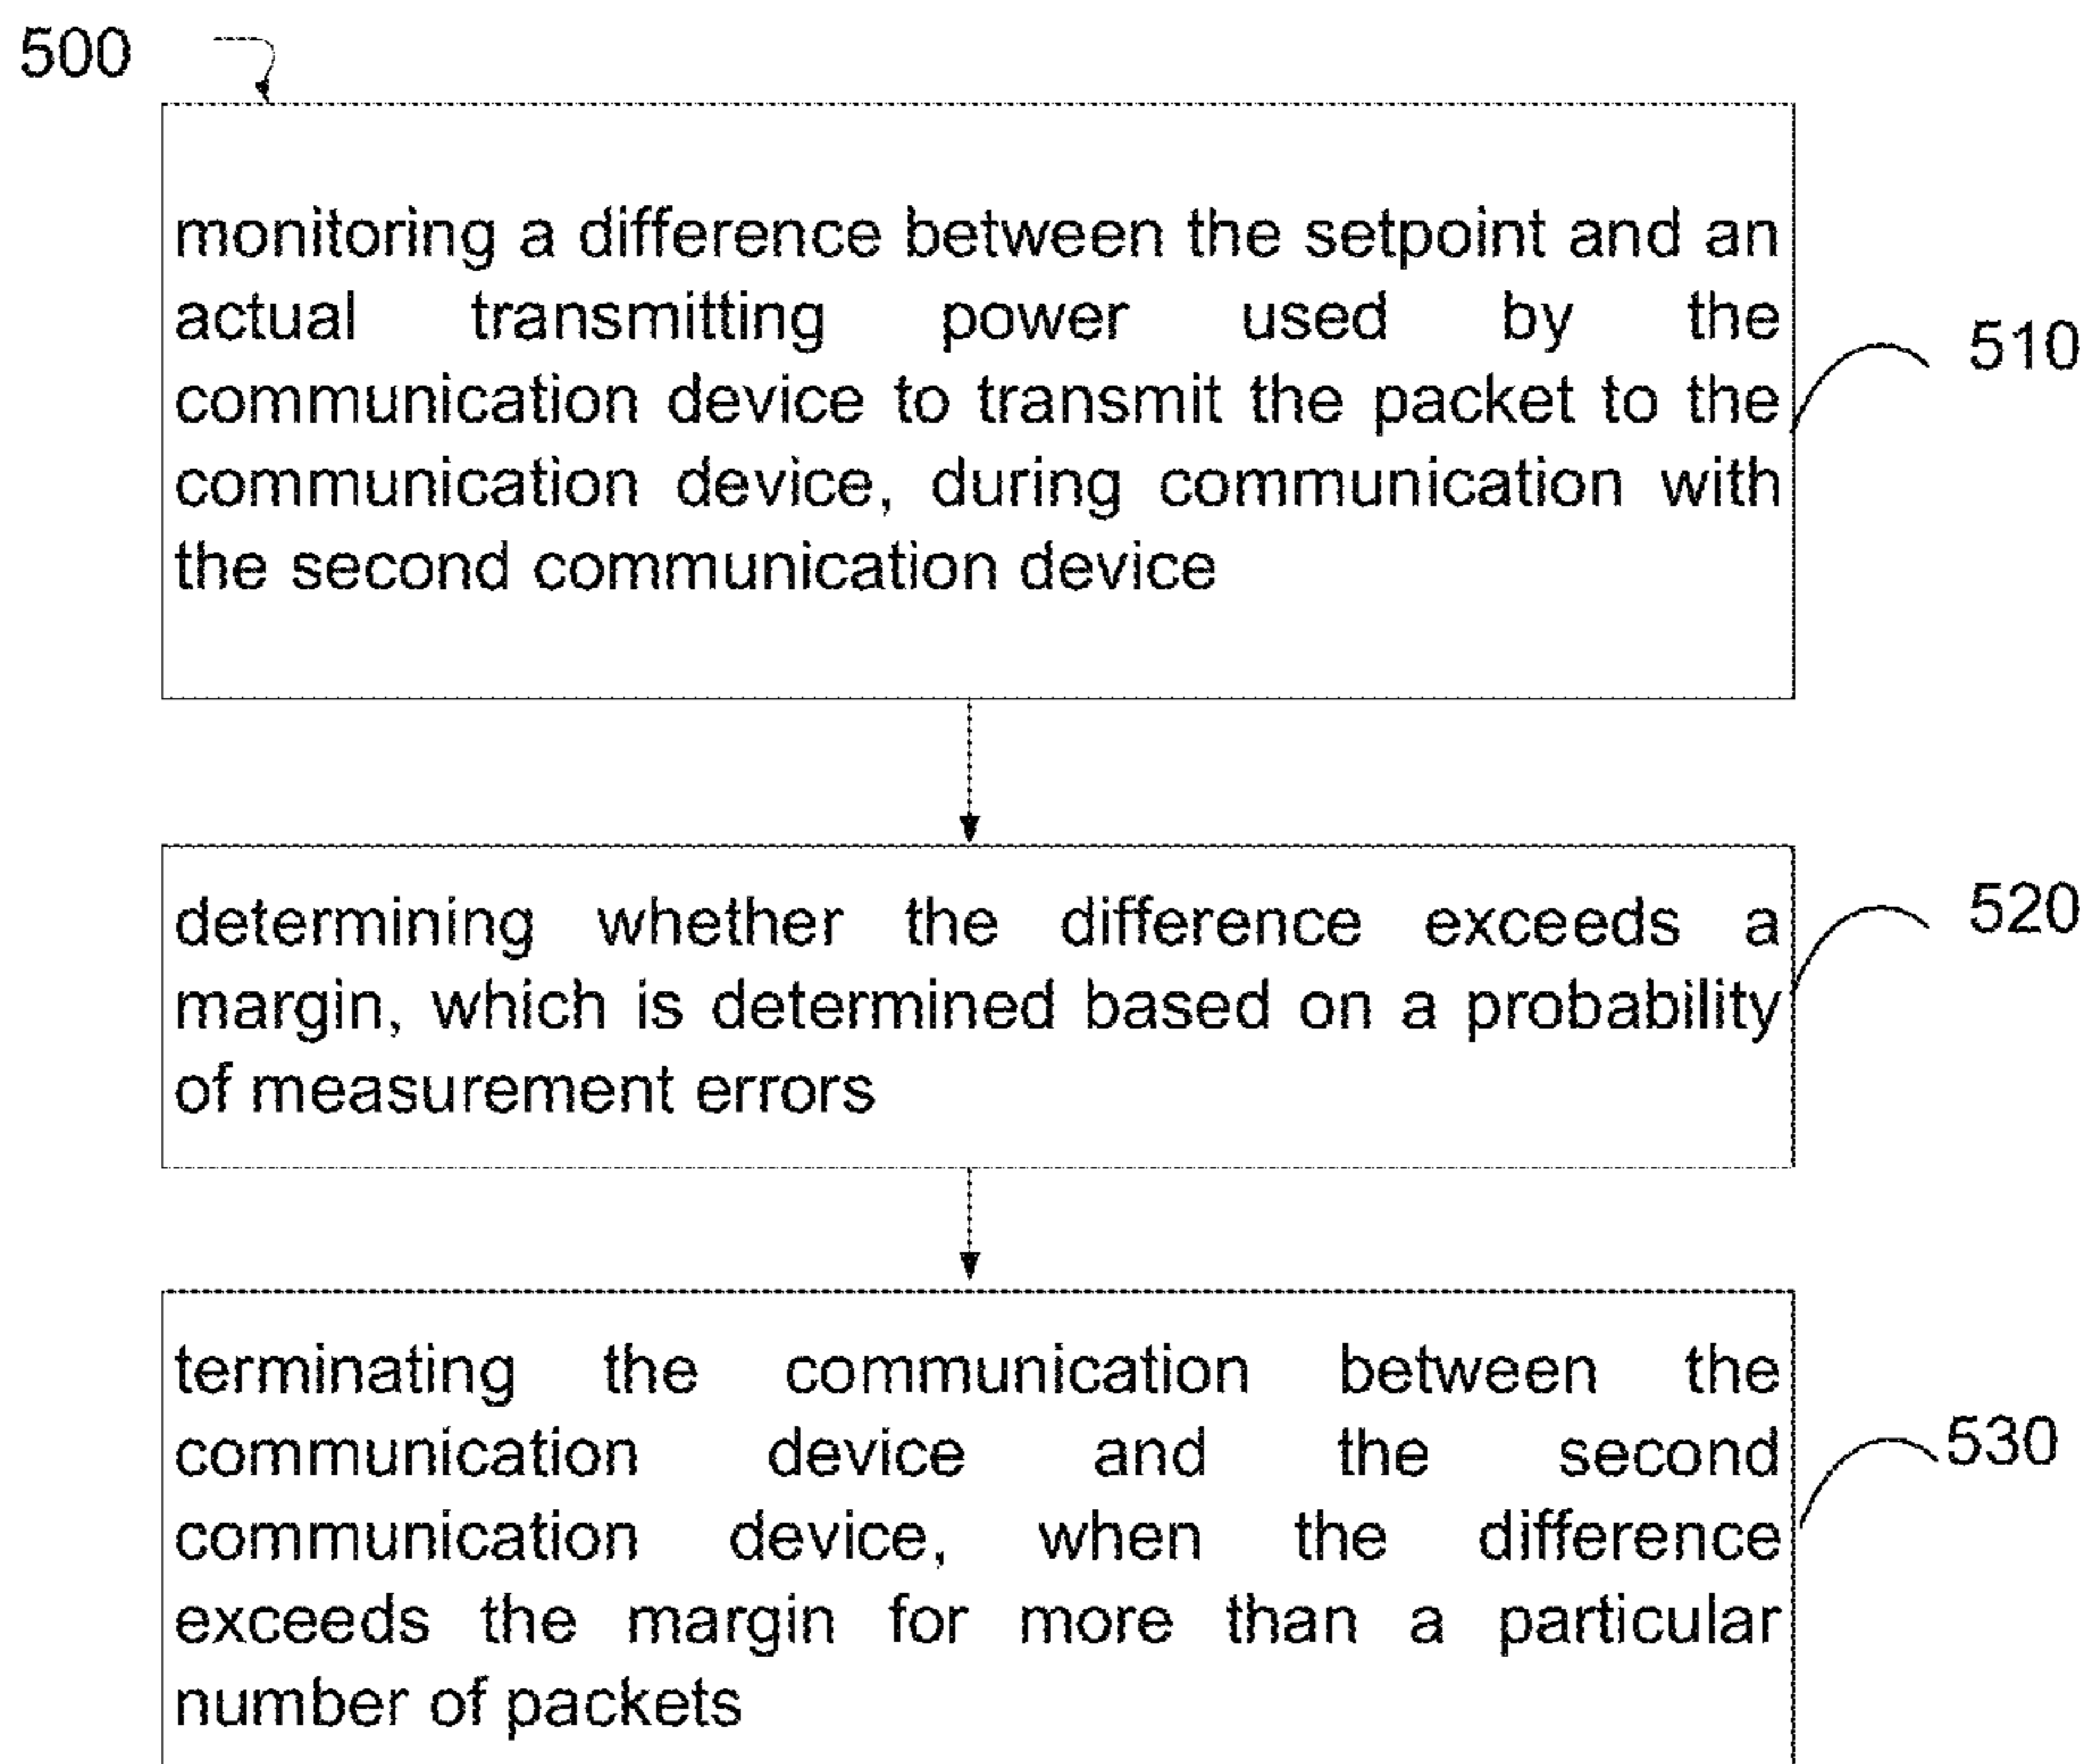 500
monitoring a difference between the setpoint and an
actual transmitting power used by the
communication device to transmit the packet to the
communication device, during communication with
the second communication device
510
determining whether the difference exceeds a
margin, which is determined based on a probability
of measurement errors
520
terminating the communication between the
communication device and the second
communication device, when the difference
exceeds the margin for more than a particular
number of packets
530